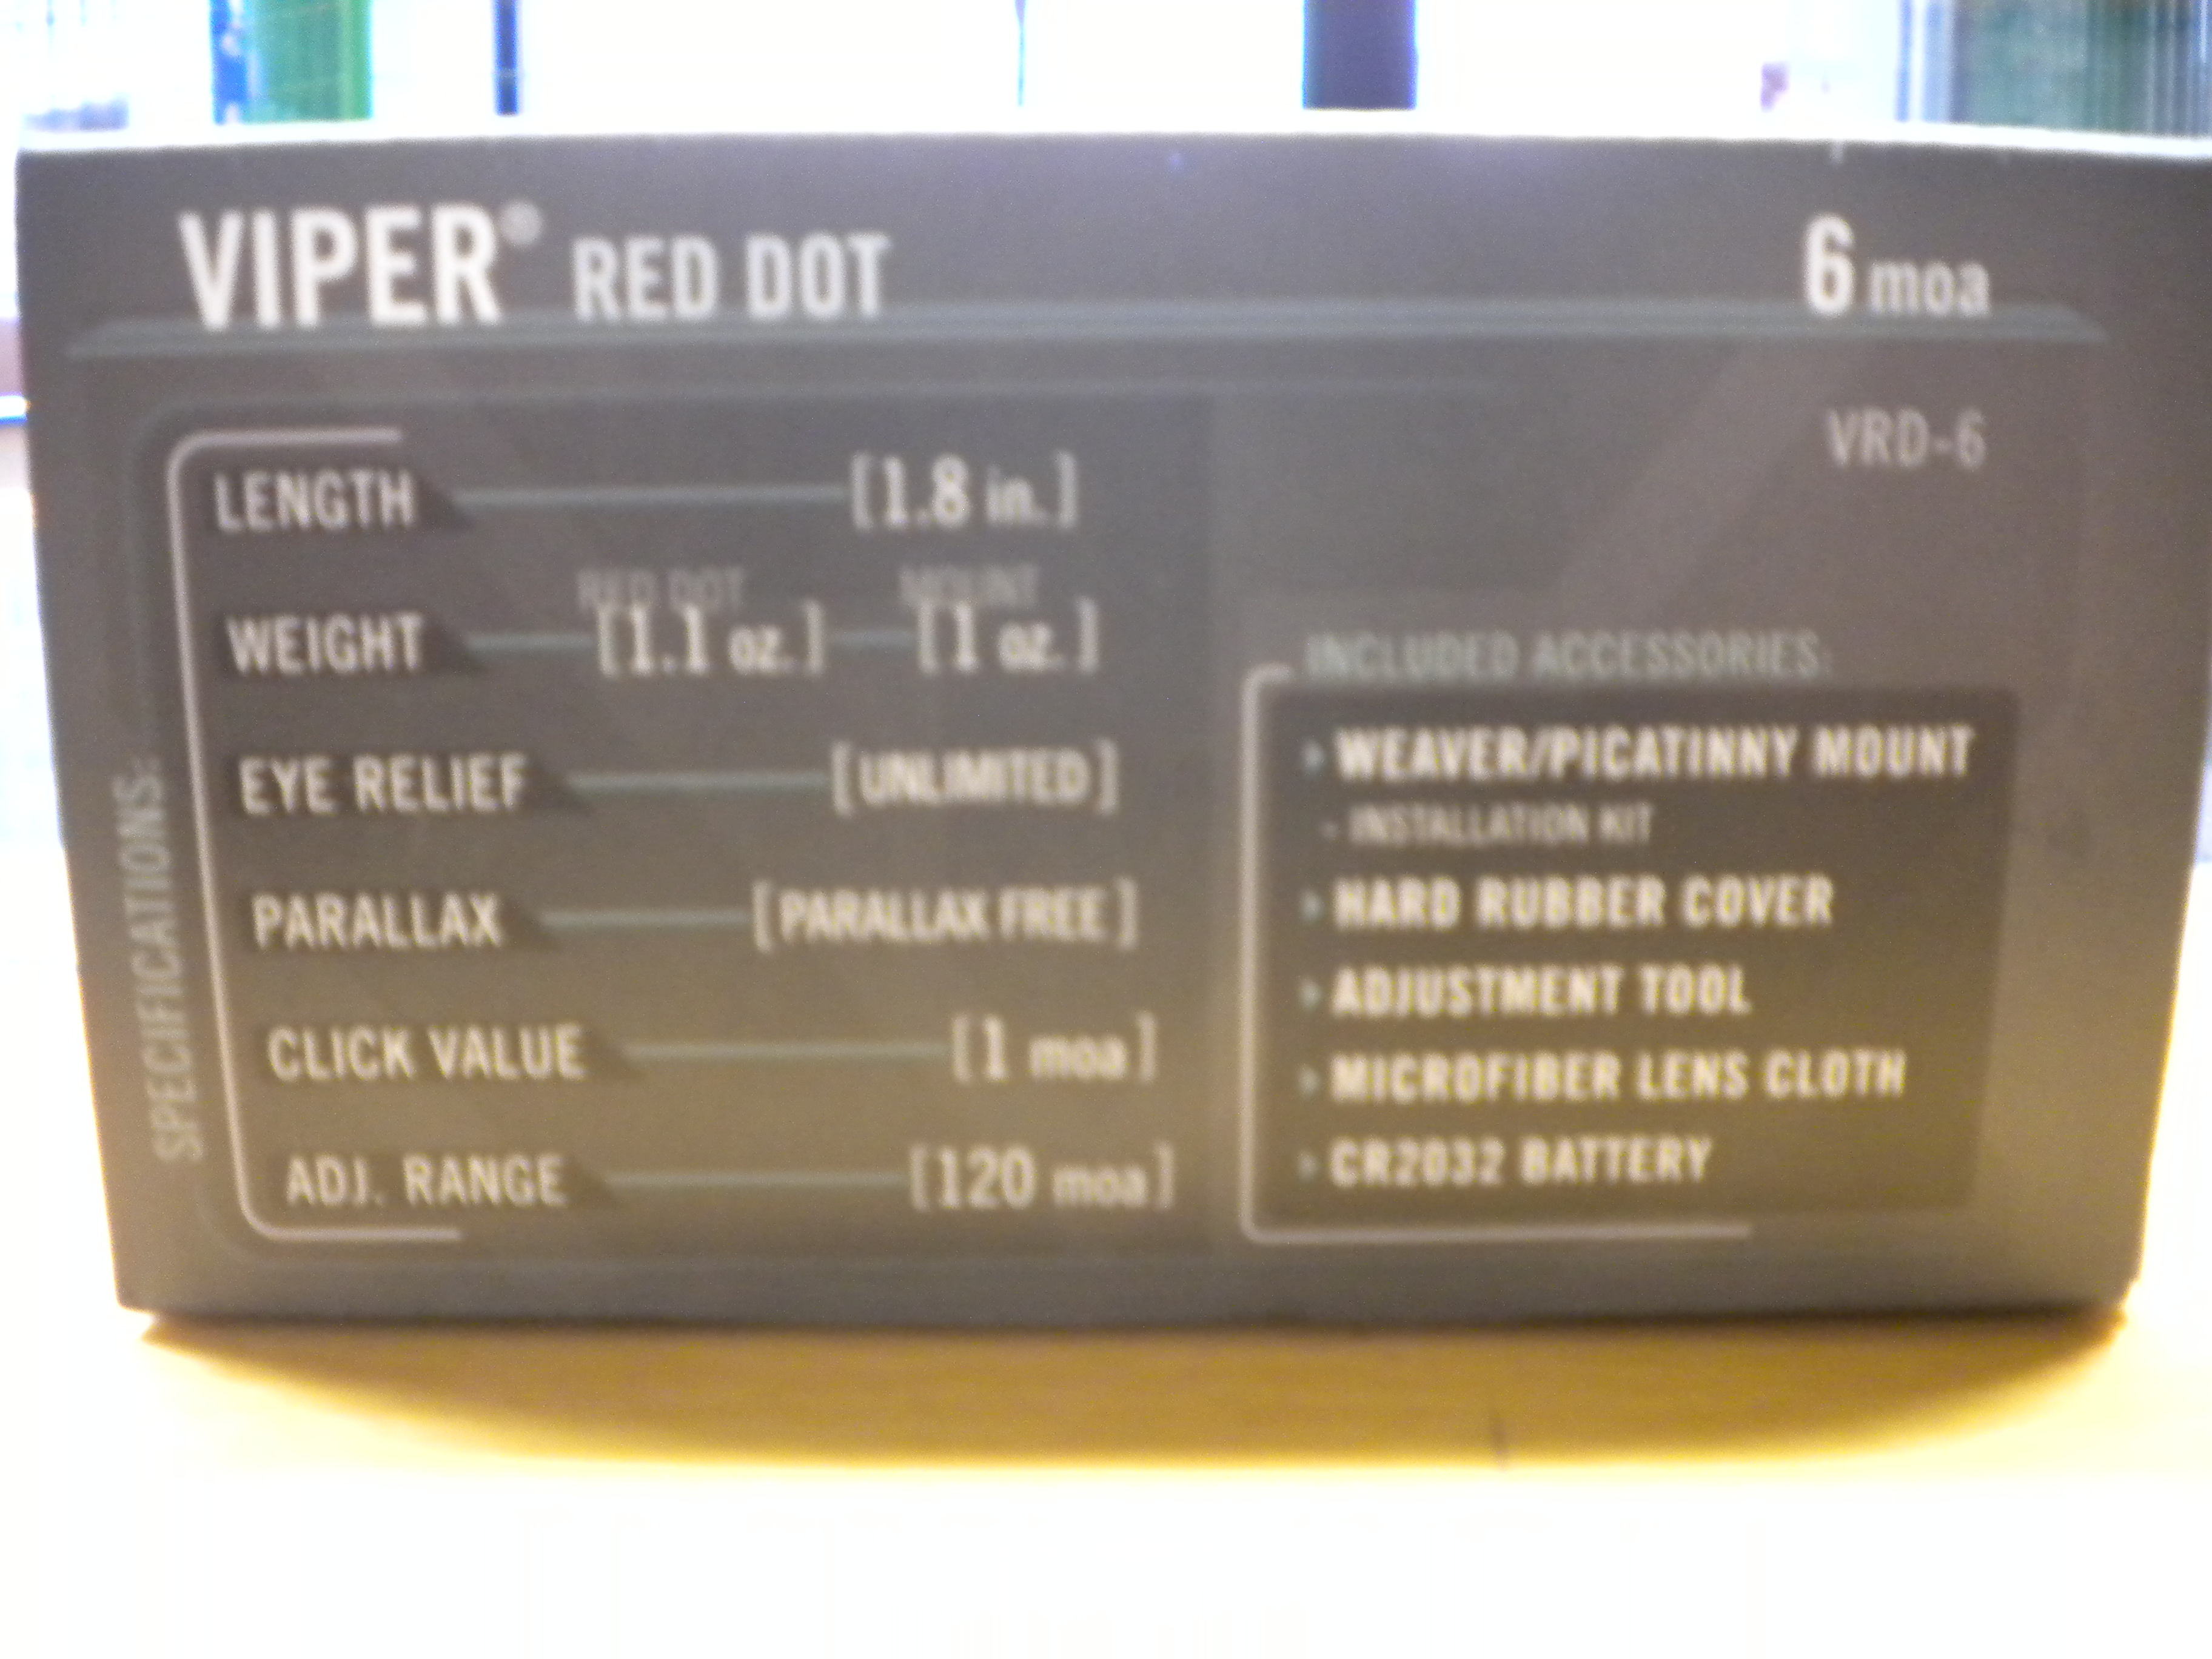 VIPER® RED DOT
6 moa
VRD-6
SPECIFICATIONS:
LENGTH [1.8 in.]
RED DOT MOUNT
WEIGHT [1.1 oz.] [1 oz.]
EYE RELIEF [UNLIMITED]
PARALLAX [PARALLAX FREE]
CLICK VALUE [1 moa]
ADJ. RANGE [120 moa]
INCLUDED ACCESSORIES:
WEAVER/PICATINNY MOUNT
- INSTALLATION KIT
HARD RUBBER COVER
ADJUSTMENT TOOL
MICROFIBER LENS CLOTH
CR2032 BATTERY